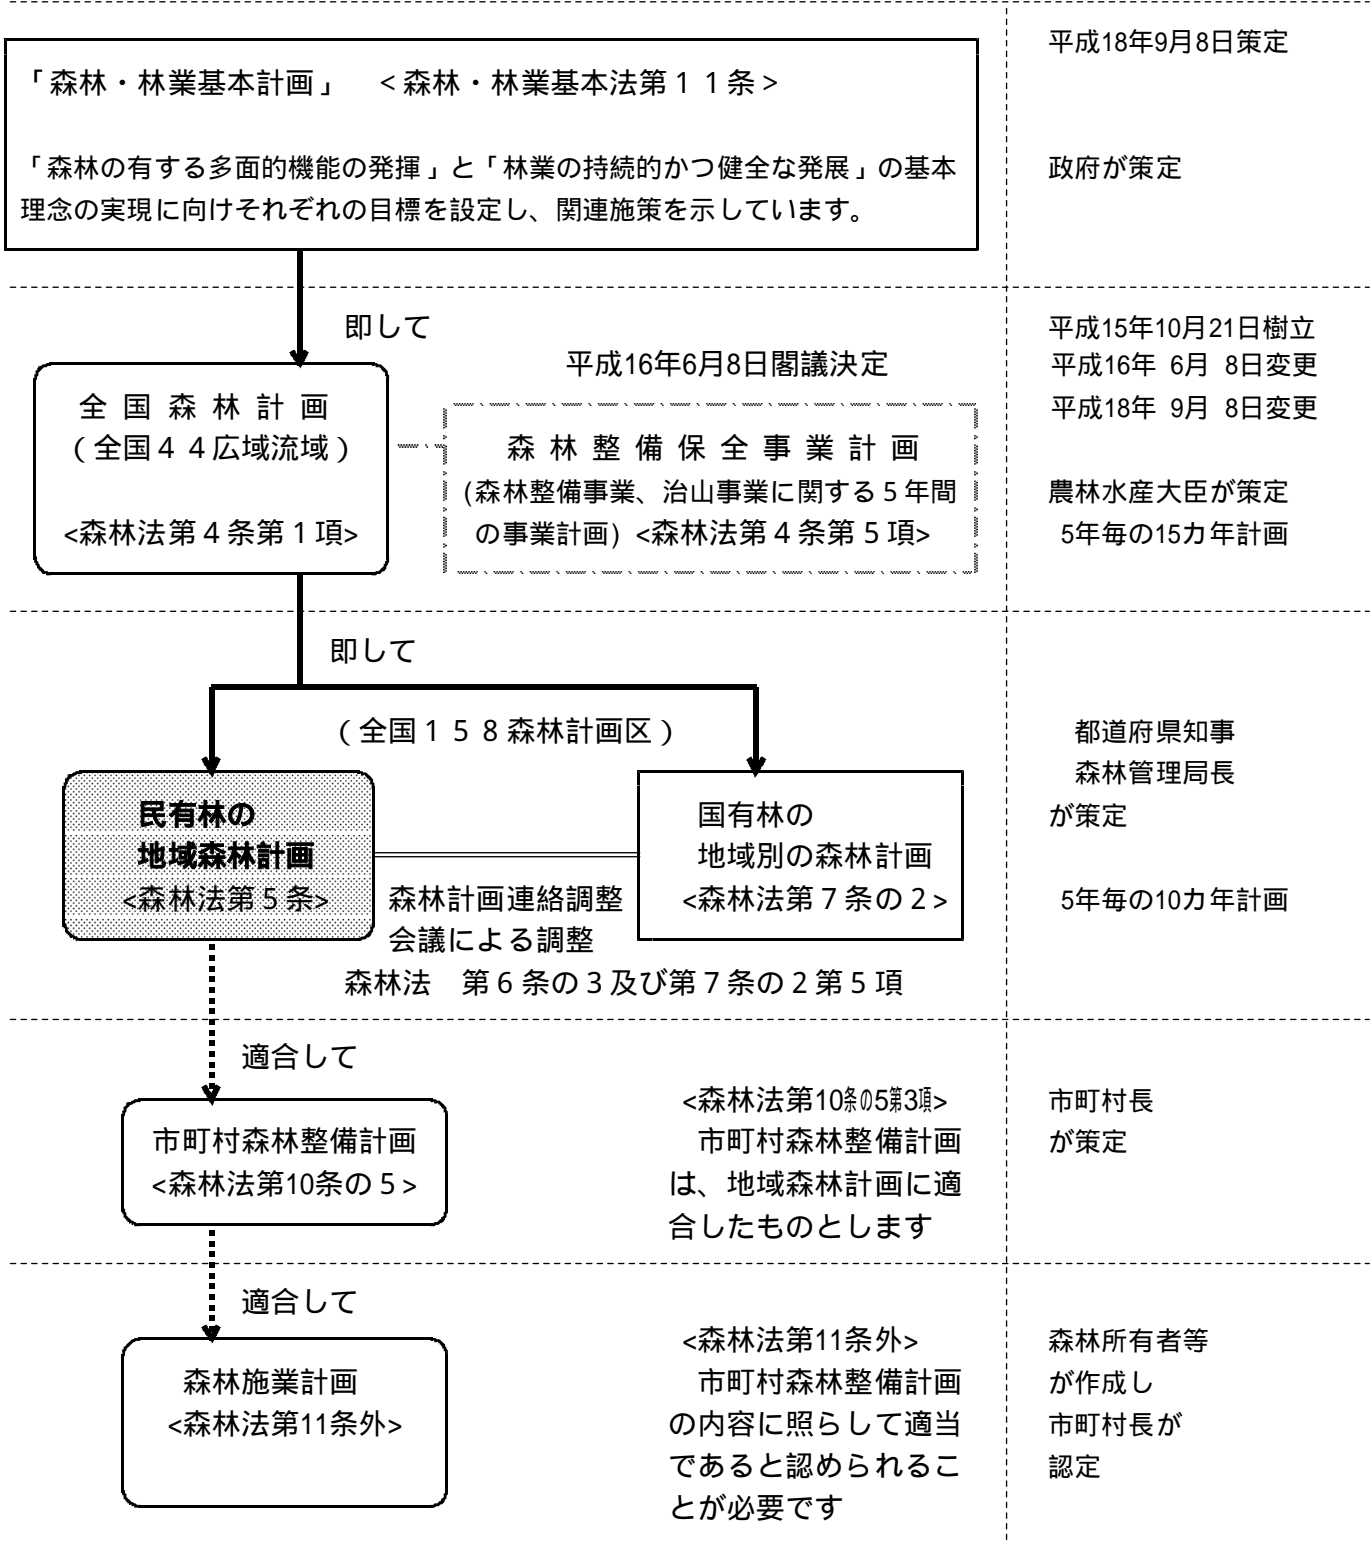 平成18年9月8日策定
「森林・林業基本計画」　<森林・林業基本法第１１条>
「森林の有する多面的機能の発揮」と「林業の持続的かつ健全な発展」の基本
理念の実現に向けそれぞれの目標を設定し、関連施策を示しています。
政府が策定
即して
平成16年6月8日閣議決定
平成15年10月21日樹立
平成16年 6月 8日変更
平成18年 9月 8日変更
全国森林計画
（全国４４広域流域）
<森林法第４条第１項>
森林整備保全事業計画
(森林整備事業、治山事業に関する５年間
の事業計画) <森林法第４条第５項>
農林水産大臣が策定
5年毎の15カ年計画
即して
（全国１５８森林計画区）
都道府県知事
森林管理局長
が策定
民有林の
地域森林計画
<森林法第５条>
国有林の
地域別の森林計画
<森林法第７条の２>
森林計画連絡調整
会議による調整
森林法　第６条の３及び第７条の２第５項
5年毎の10カ年計画
適合して
市町村森林整備計画
<森林法第10条の５>
<森林法第10条の5第3項>
市町村森林整備計画
は、地域森林計画に適
合したものとします
市町村長
が策定
適合して
森林施業計画
<森林法第11条外>
<森林法第11条外>
市町村森林整備計画
の内容に照らして適当
であると認められるこ
とが必要です
森林所有者等
が作成し
市町村長が
認定